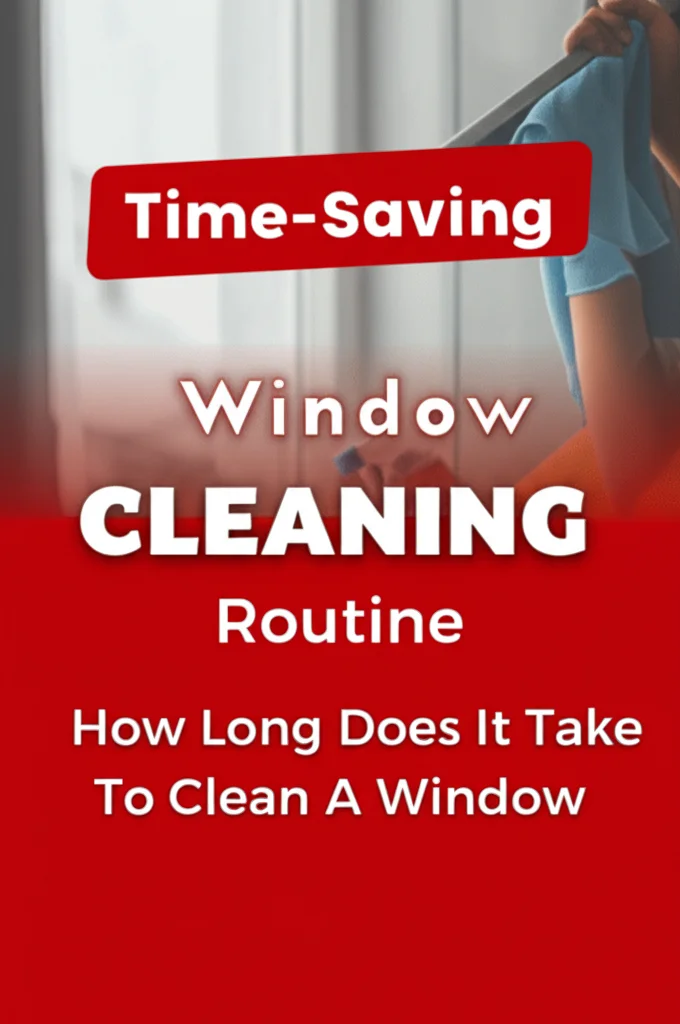 Time-Saving
Window
CLEANING
Routine
How Long Does It Take
To Clean A Window